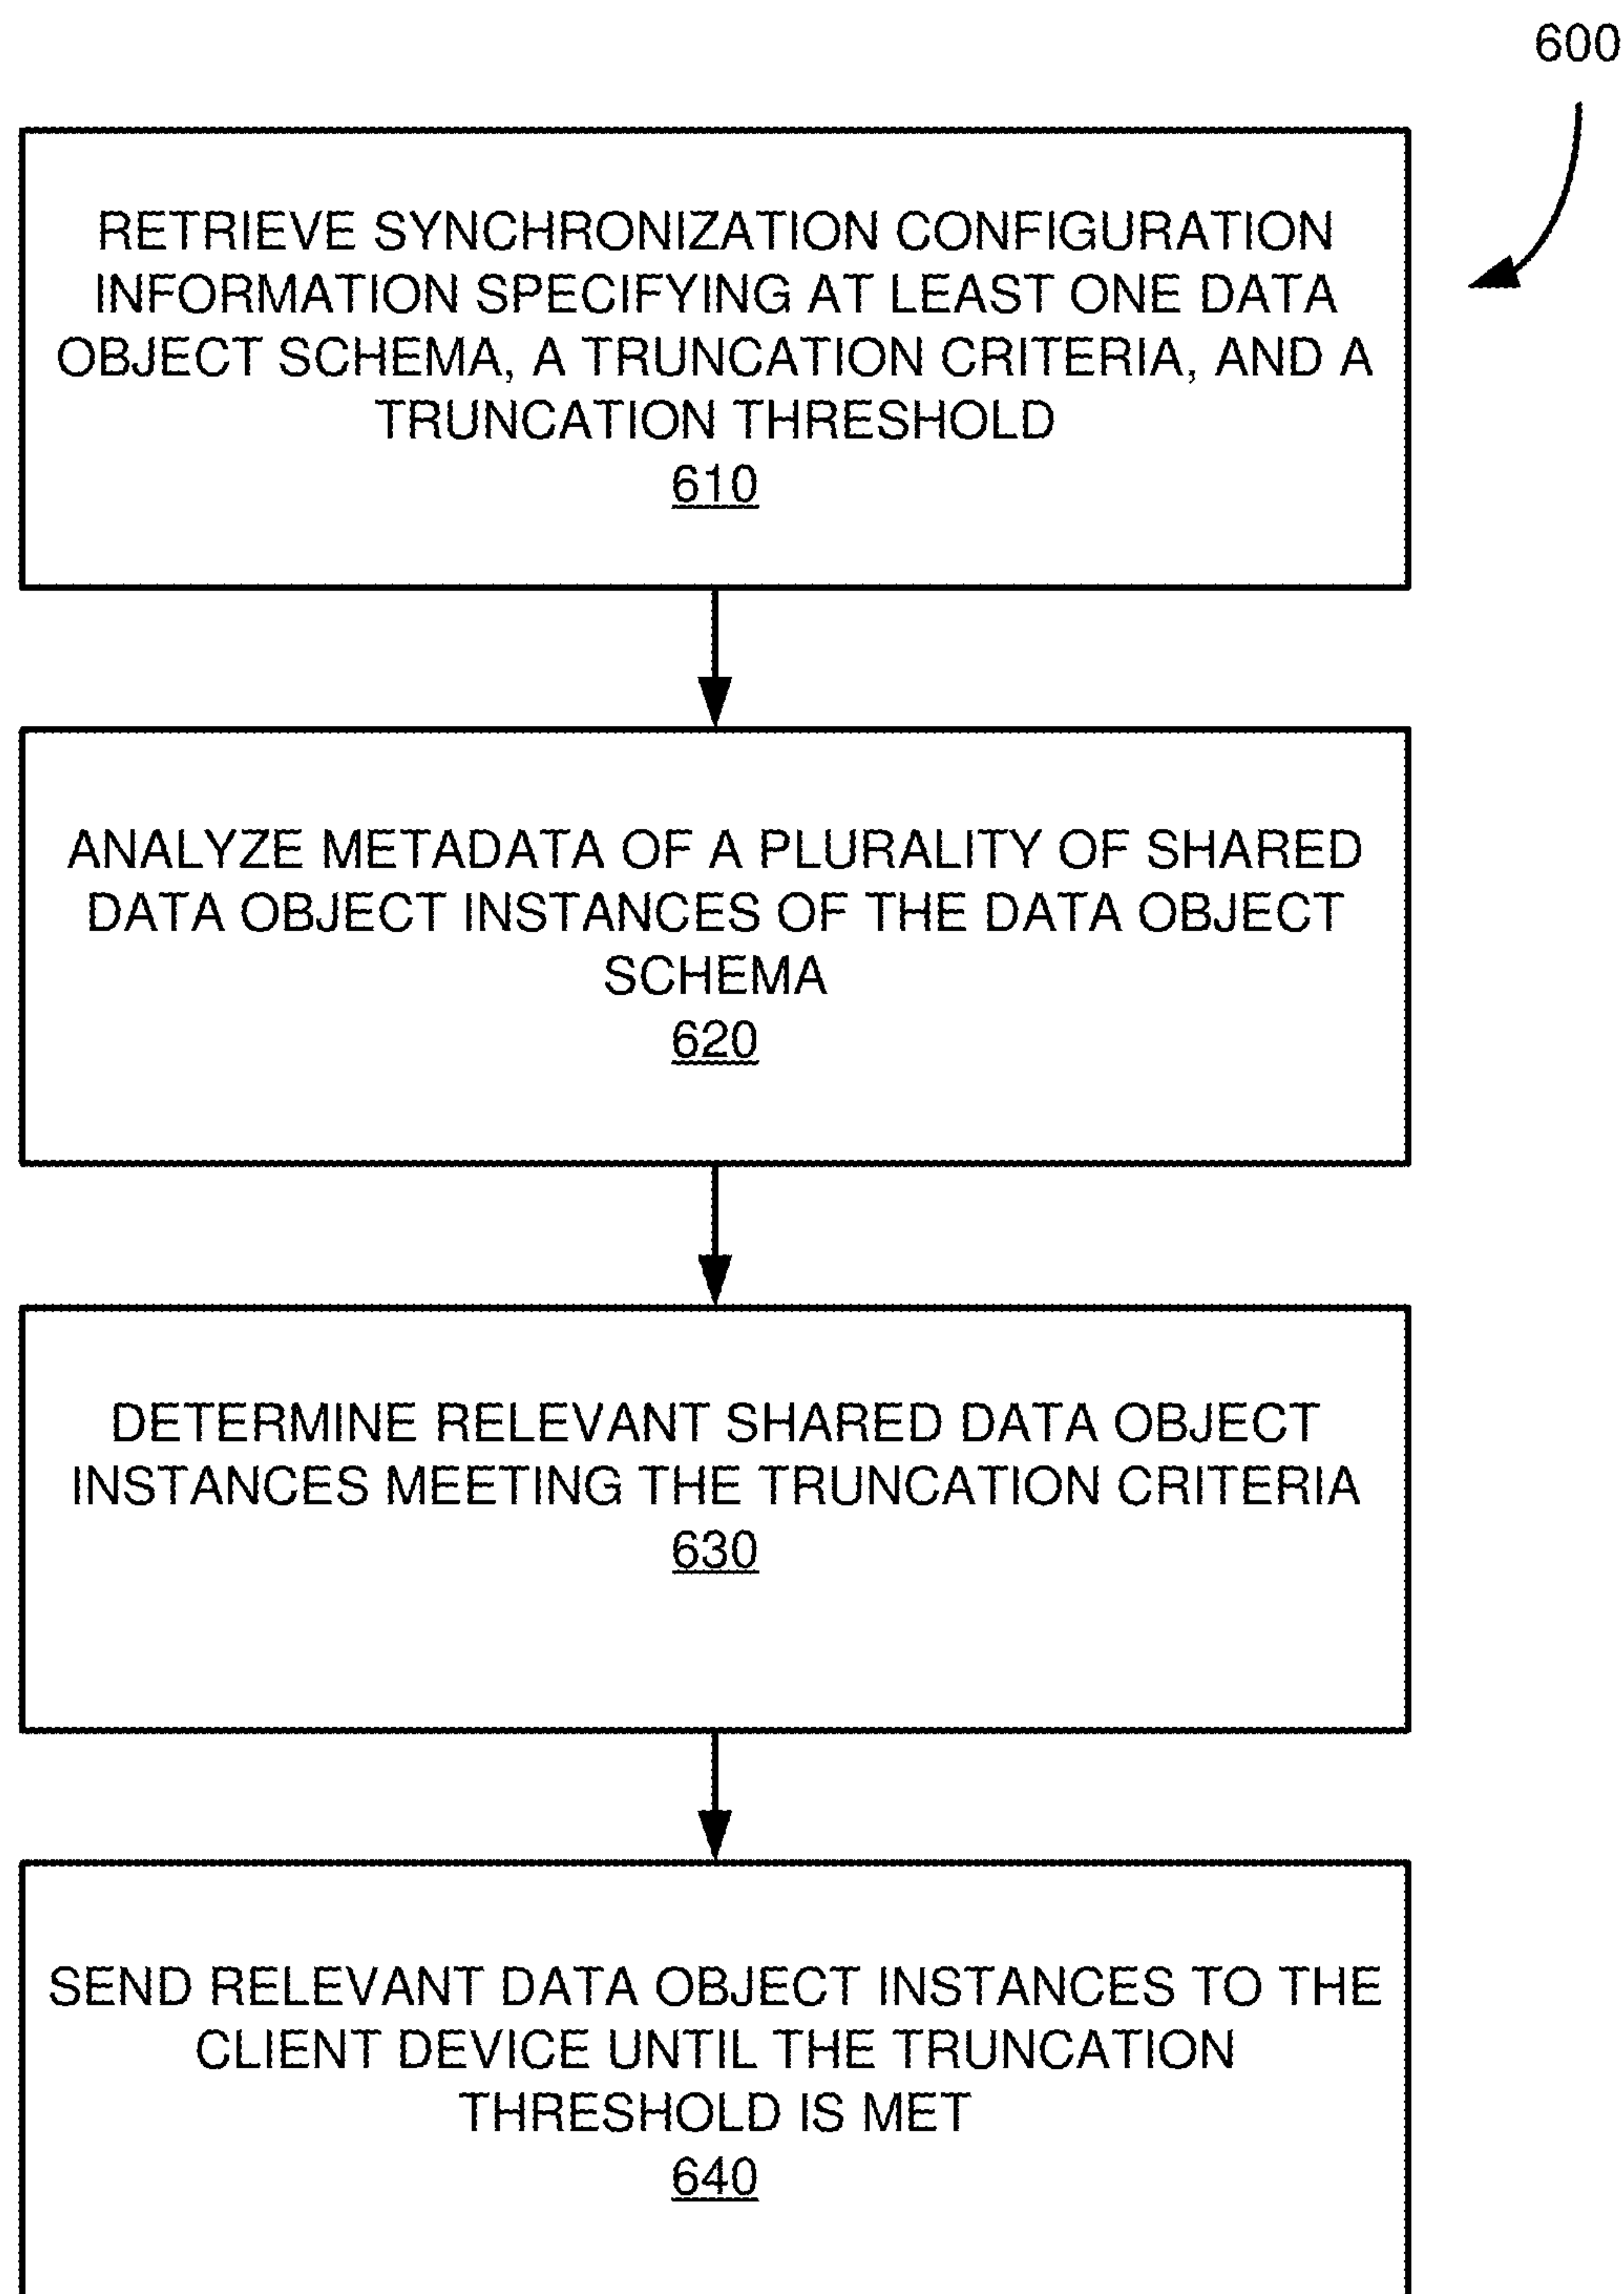 600
RETRIEVE SYNCHRONIZATION CONFIGURATION
INFORMATION SPECIFYING AT LEAST ONE DATA
OBJECT SCHEMA, A TRUNCATION CRITERIA, AND A
TRUNCATION THRESHOLD
610
ANALYZE METADATA OF A PLURALITY OF SHARED
DATA OBJECT INSTANCES OF THE DATA OBJECT
SCHEMA
620
DETERMINE RELEVANT SHARED DATA OBJECT
INSTANCES MEETING THE TRUNCATION CRITERIA
630
SEND RELEVANT DATA OBJECT INSTANCES TO THE
CLIENT DEVICE UNTIL THE TRUNCATION
THRESHOLD IS MET
640